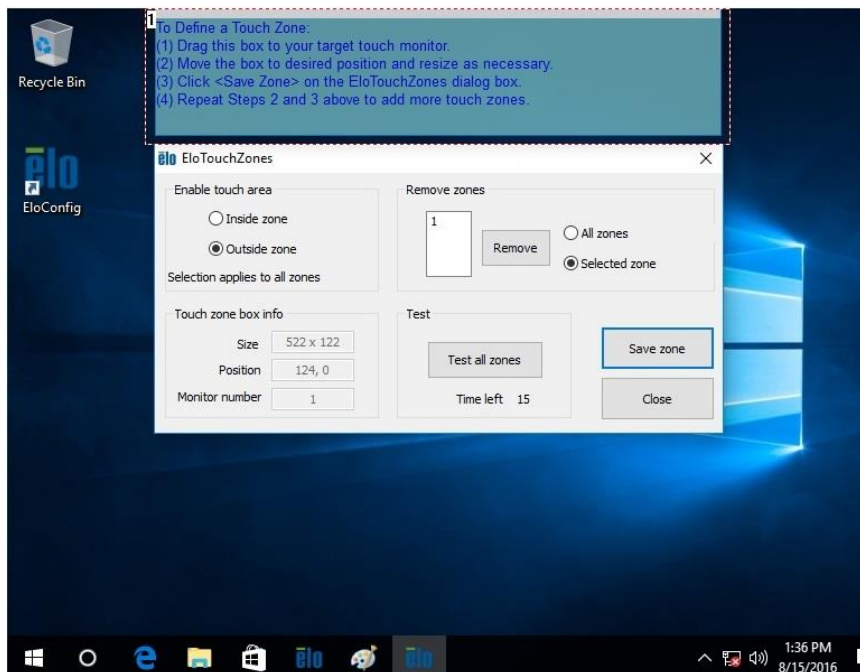 1
To Define a Touch Zone:
(1) Drag this box to your target touch monitor.
(2) Move the box to desired position and resize as necessary.
(3) Click <Save Zone> on the EloTouchZones dialog box.
(4) Repeat Steps 2 and 3 above to add more touch zones.
Recycle Bin
elo
EloConfig
elo EloTouchZones
Enable touch area
Inside zone
Outside zone
Selection applies to all zones
Remove zones
1
Remove
All zones
Selected zone
Touch zone box info
Size 522 x 122
Position 124, 0
Monitor number 1
Test
Test all zones
Time left 15
Save zone
Close
elo
elo
1:36 PM
8/15/2016